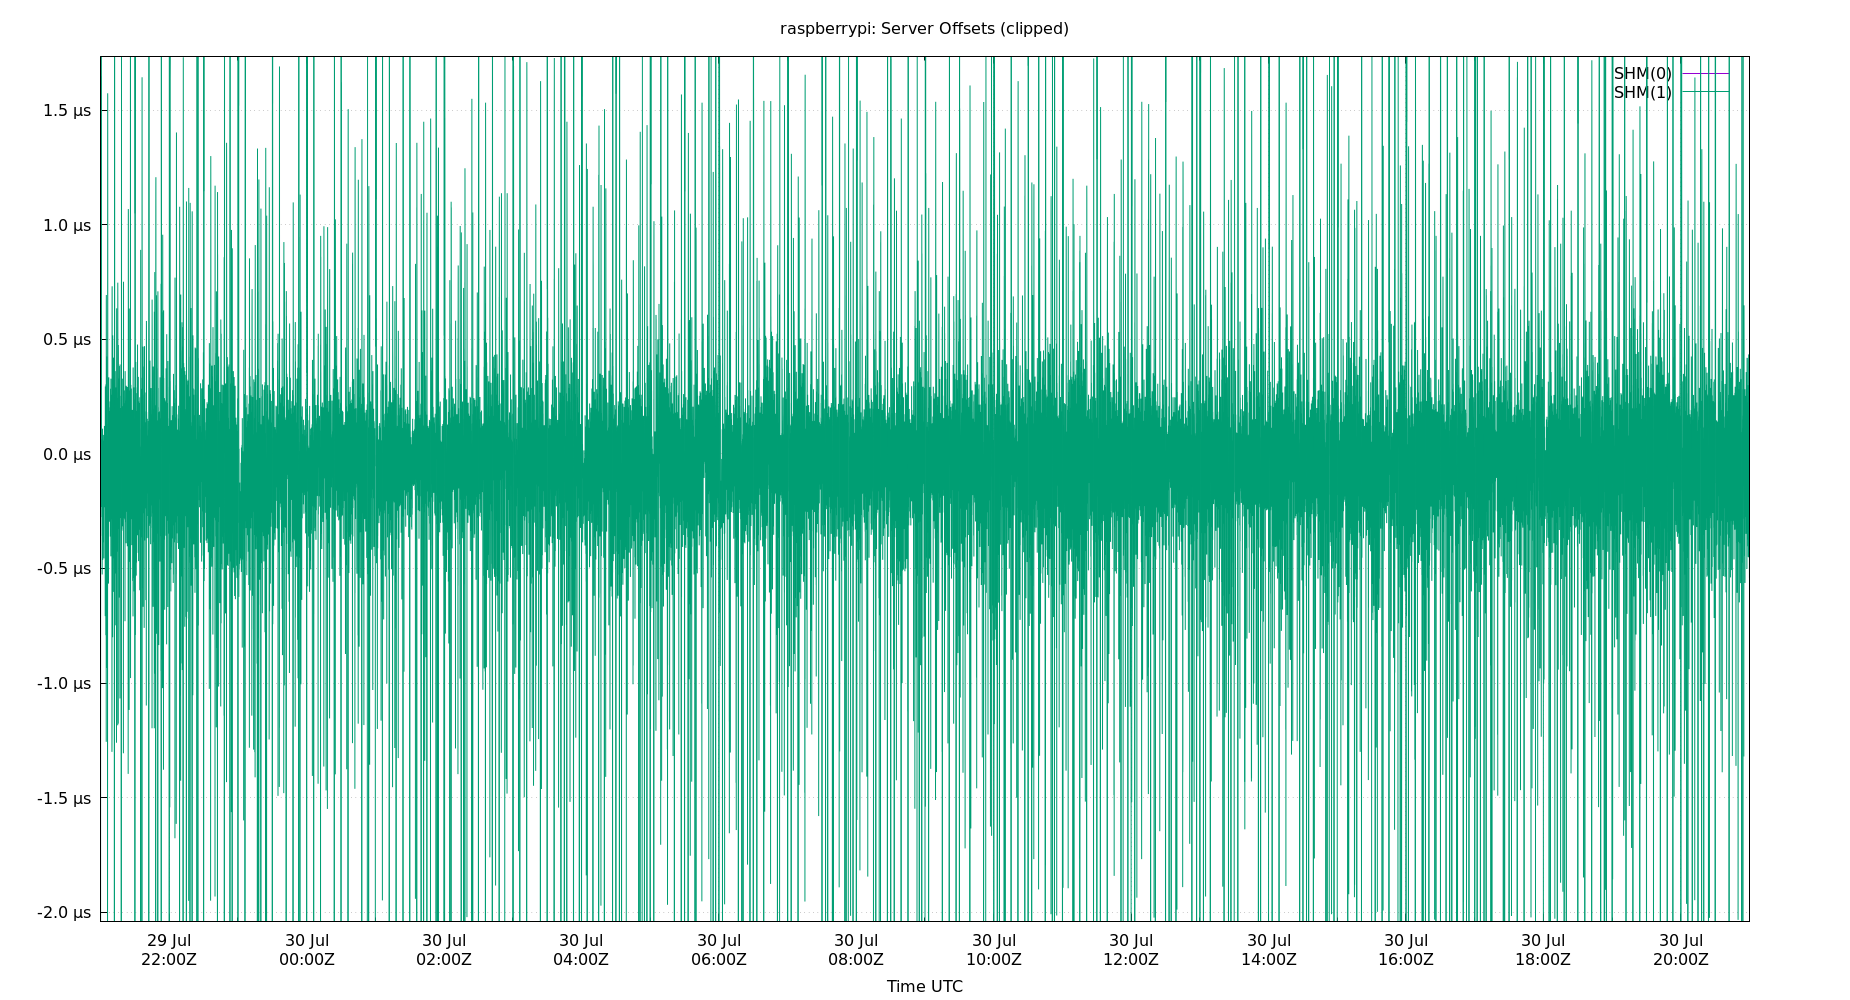 raspberrypi: Server Offsets (clipped)
SHM(0)
SHM(1)
1.5 µs
1.0 µs
0.5 µs
0.0 µs
-0.5 µs
-1.0 µs
-1.5 µs
-2.0 µs
29 Jul 30 Jul 30 Jul 30 Jul 30 Jul 30 Jul 30 Jul 30 Jul 30 Jul 30 Jul 30 Jul 30 Jul
22:00Z 00:00Z 02:00Z 04:00Z 06:00Z 08:00Z 10:00Z 12:00Z 14:00Z 16:00Z 18:00Z 20:00Z
Time UTC